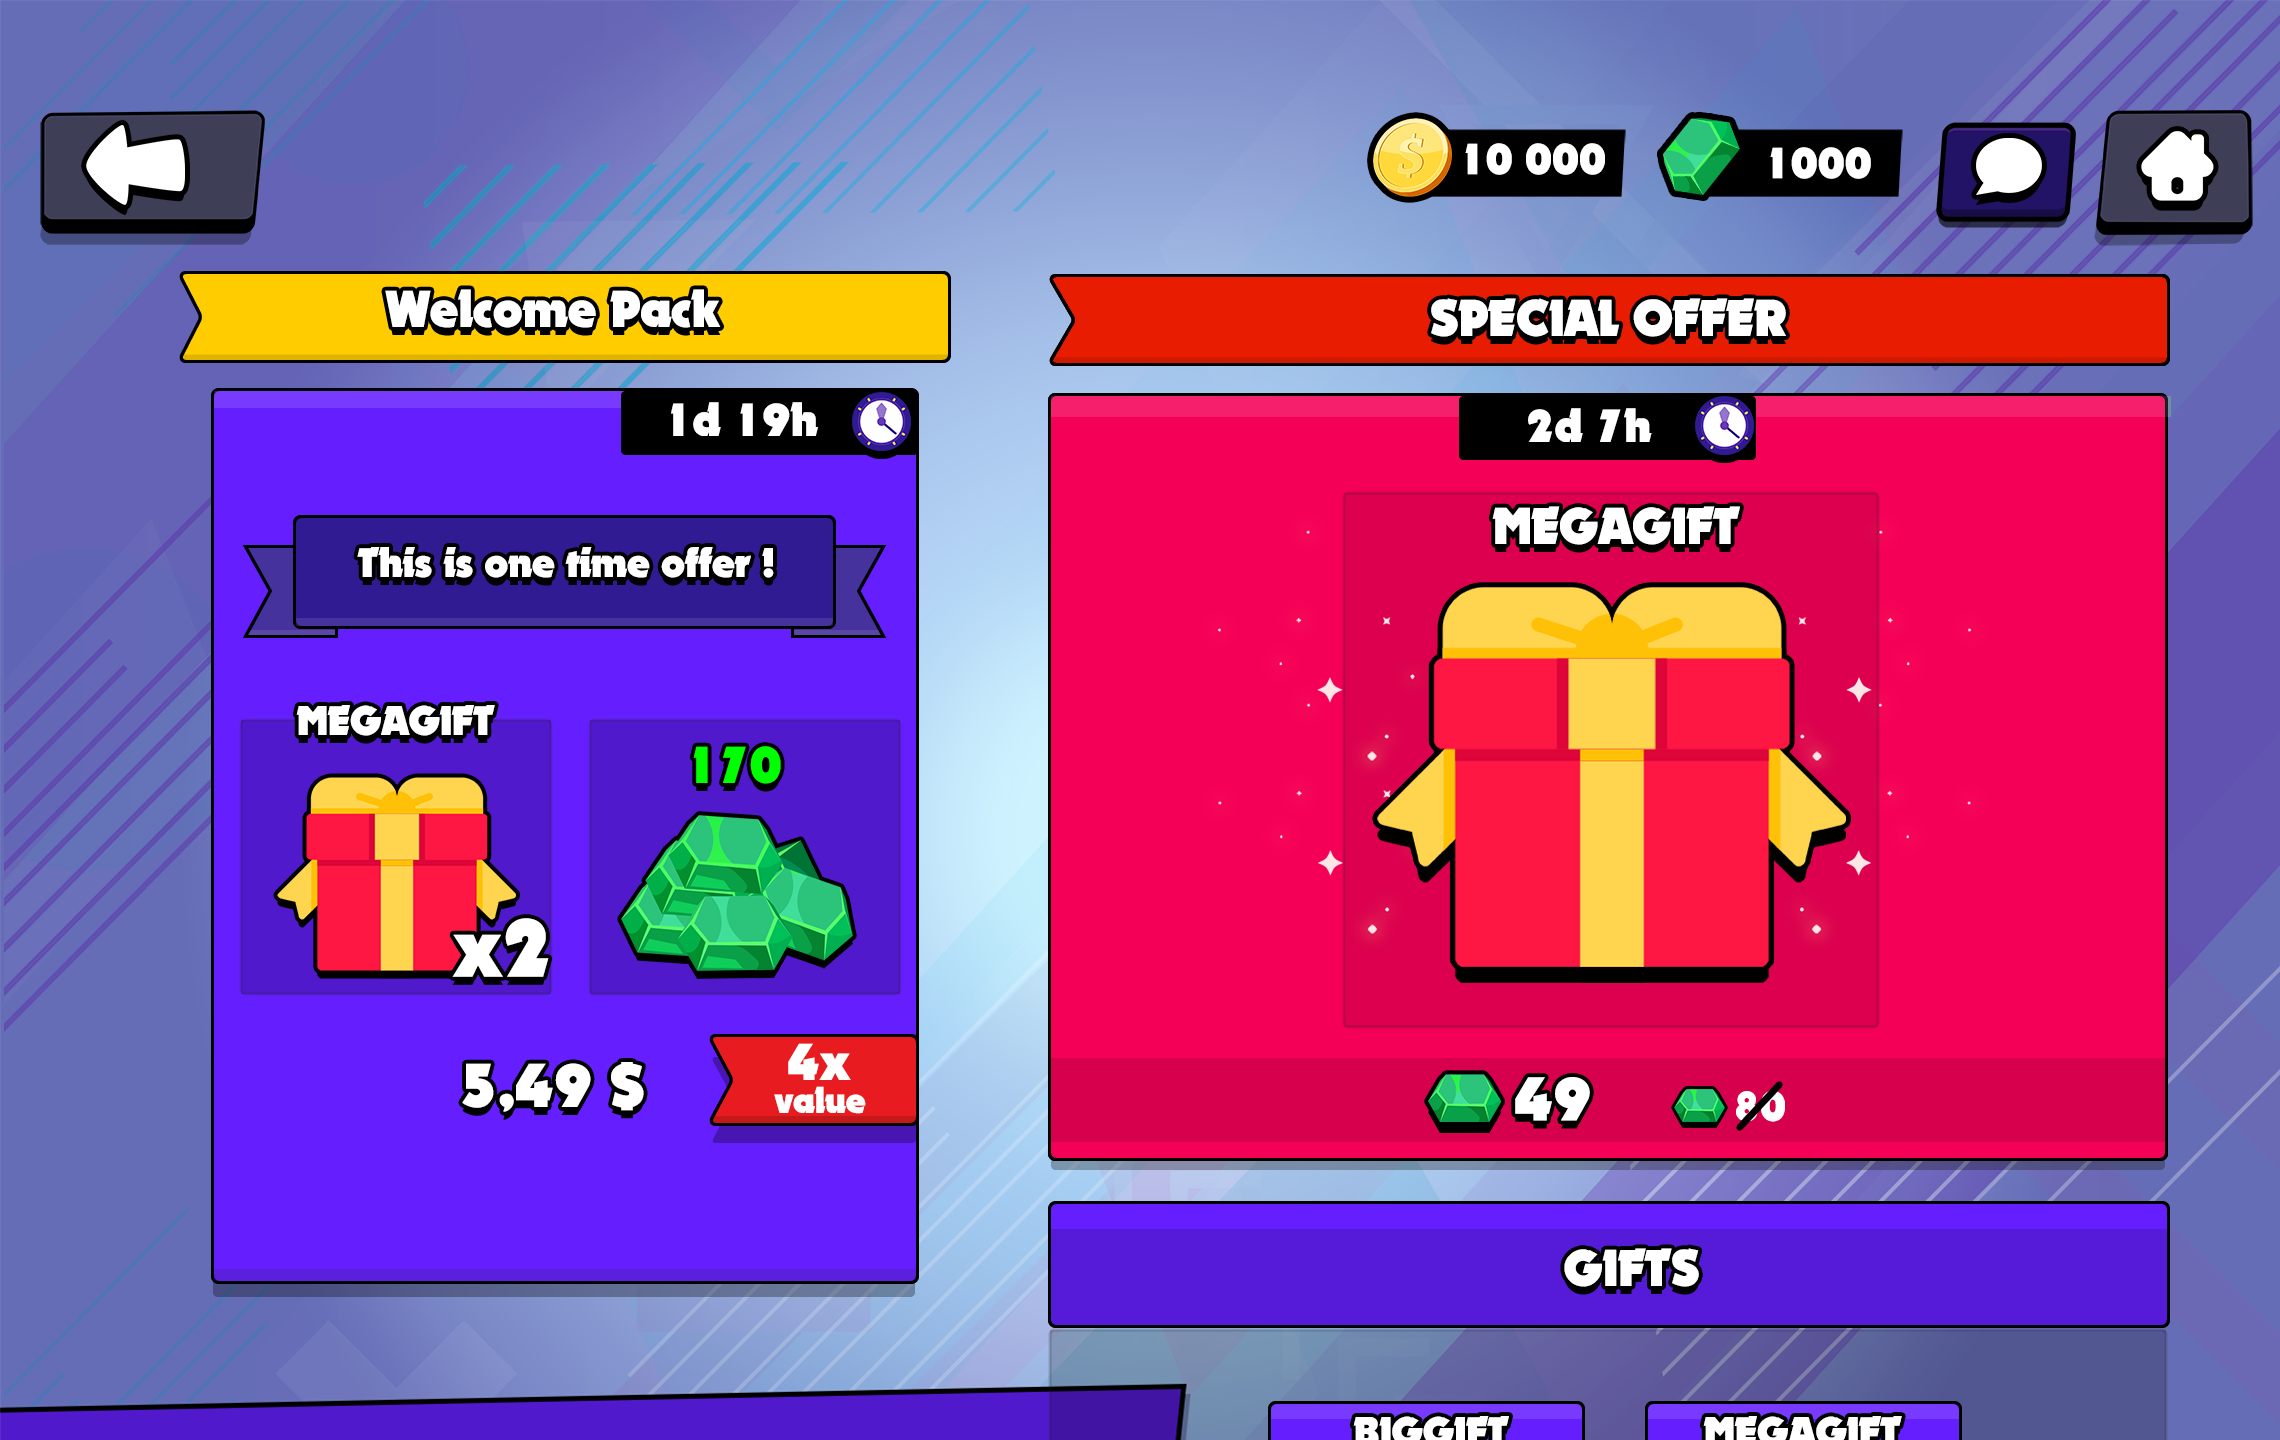 $ 10 000
1000
Welcome Pack
1d 19h
This is one time offer !
MEGAGIFT
x2
170
5,49 $
4x
value
SPECIAL OFFER
2d 7h
MEGAGIFT
49
80
GIFTS
BIGGIFT
MEGAGIFT